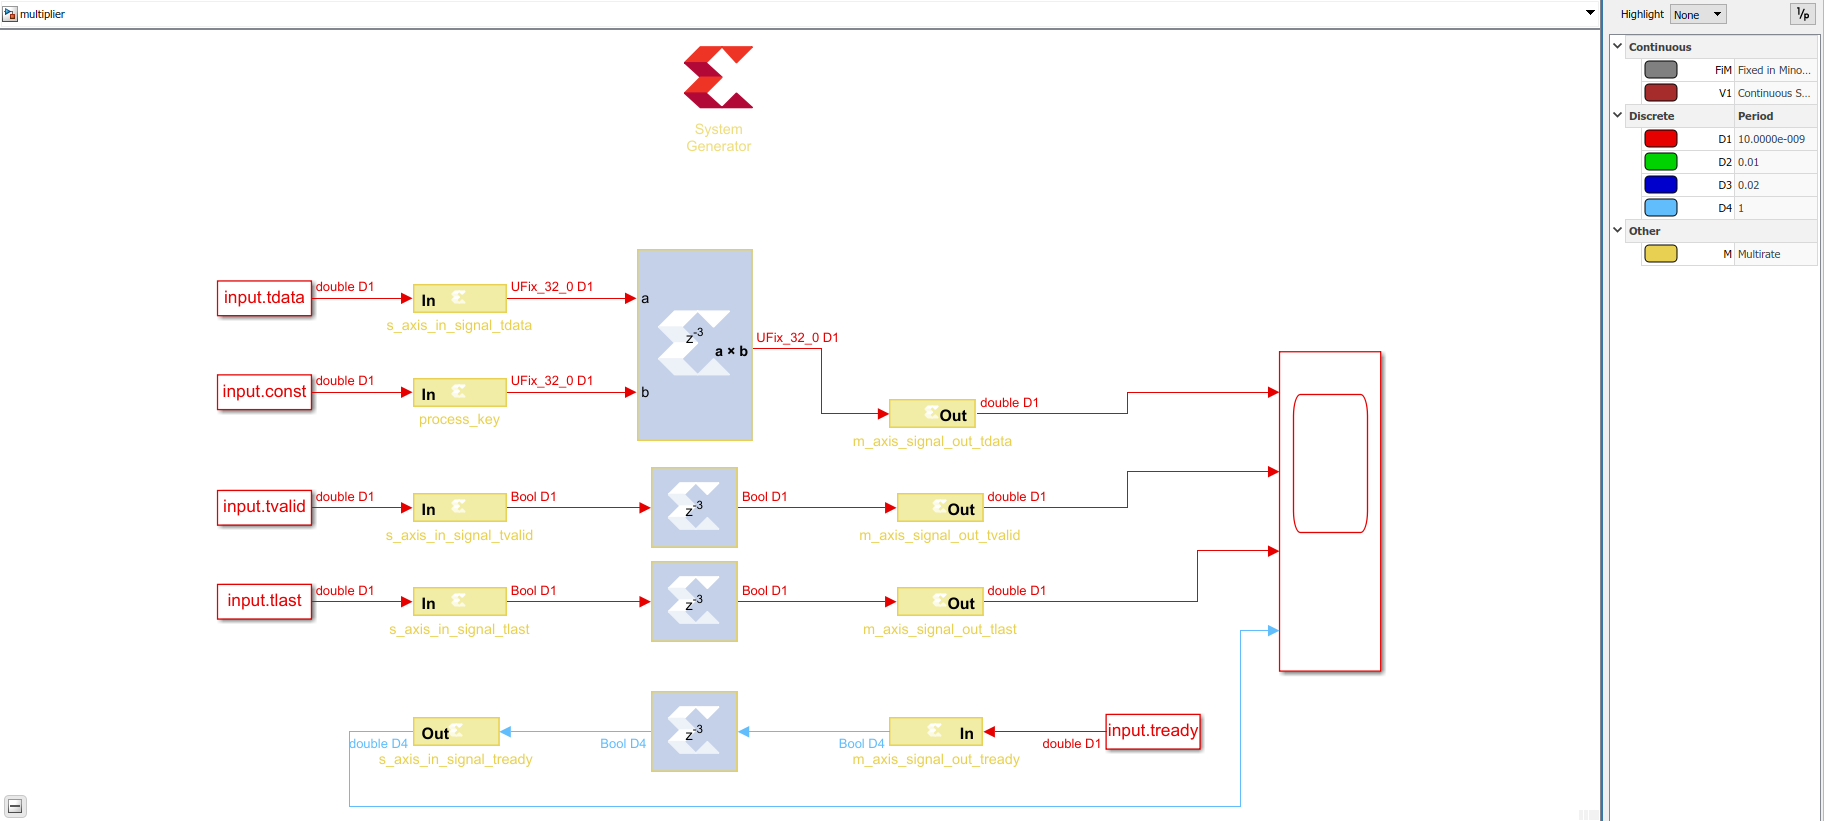 multiplier
System
Generator
input.tdata
double D1
In
s_axis_in_signal_tdata
UFix_32_0 D1
a
input.const
double D1
In
process_key
UFix_32_0 D1
b
z-3
a × b
UFix_32_0 D1
Out
m_axis_signal_out_tdata
double D1
input.tvalid
double D1
In
s_axis_in_signal_tvalid
Bool D1
z-3
Bool D1
Out
m_axis_signal_out_tvalid
double D1
input.tlast
double D1
In
s_axis_in_signal_tlast
Bool D1
z-3
Bool D1
Out
m_axis_signal_out_tlast
double D1
double D4
Out
s_axis_in_signal_tready
Bool D4
z-3
Bool D4
In
m_axis_signal_out_tready
double D1
input.tready
Highlight None 1/p
Continuous
FiM Fixed in Mino...
V1 Continuous S...
Discrete Period
D1 10.0000e-009
D2 0.01
D3 0.02
D4 1
Other
M Multirate